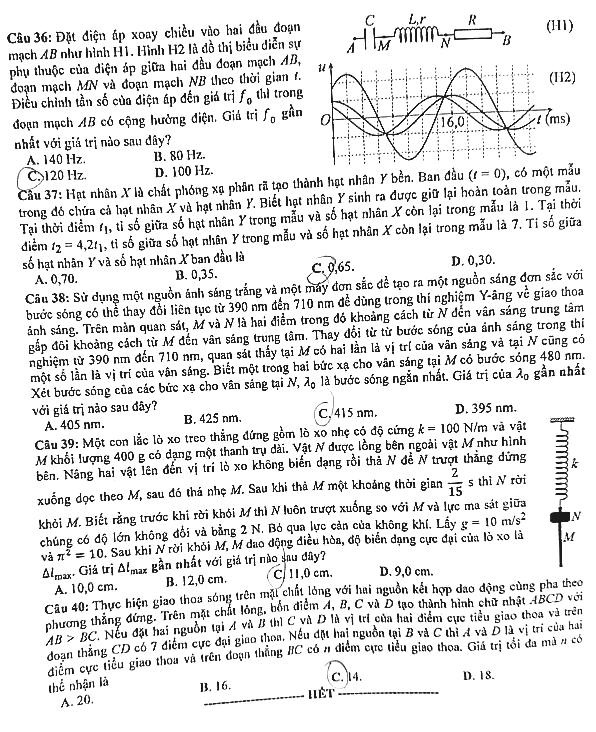 Câu 36: Đặt điện áp xoay chiều vào hai đầu đoạn
mạch AB như hình H1. Hình H2 là đồ thị biểu diễn sự
phụ thuộc của điện áp giữa hai đầu đoạn mạch AB,
đoạn mạch MN và đoạn mạch NB theo thời gian t.
Điều chỉnh tần số của điện áp đến giá trị f₀ thì trong
đoạn mạch AB có cộng hưởng điện. Giá trị f₀ gần
nhất với giá trị nào sau đây?
A. 140 Hz. B. 80 Hz.
C. 120 Hz. D. 100 Hz.
C L,r R
A M N B
(H1)
u
(H2)
O 16,0 t (ms)
Câu 37: Hạt nhân X là chất phóng xạ phân rã tạo thành hạt nhân Y bền. Ban đầu (t = 0), có một mẫu
trong đó chứa cả hạt nhân X và hạt nhân Y. Biết hạt nhân Y sinh ra được giữ lại hoàn toàn trong mẫu.
Tại thời điểm t₁, tỉ số giữa số hạt nhân Y trong mẫu và số hạt nhân X còn lại trong mẫu là 1. Tại thời
điểm t₂ = 4,2t₁, tỉ số giữa số hạt nhân Y trong mẫu và số hạt nhân X còn lại trong mẫu là 7. Tỉ số giữa
số hạt nhân Y và số hạt nhân X ban đầu là
A. 0,70. B. 0,35. C. 0,65. D. 0,30.
Câu 38: Sử dụng một nguồn ánh sáng trắng và một máy đơn sắc để tạo ra một nguồn sáng đơn sắc với
bước sóng có thể thay đổi liên tục từ 390 nm đến 710 nm để dùng trong thí nghiệm Y-âng về giao thoa
ánh sáng. Trên màn quan sát, M và N là hai điểm trong đó khoảng cách từ N đến vân sáng trung tâm
gấp đôi khoảng cách từ M đến vân sáng trung tâm. Thay đổi từ từ bước sóng của ánh sáng trong thí
nghiệm từ 390 nm đến 710 nm, quan sát thấy tại M có hai lần là vị trí của vân sáng và tại N cũng có
một số lần là vị trí của vân sáng. Biết một trong hai bức xạ cho vân sáng tại M có bước sóng 480 nm.
Xét bước sóng của các bức xạ cho vân sáng tại N, λ₀ là bước sóng ngắn nhất. Giá trị của λ₀ gần nhất
với giá trị nào sau đây?
A. 405 nm. B. 425 nm. C. 415 nm. D. 395 nm.
Câu 39: Một con lắc lò xo treo thẳng đứng gồm lò xo nhẹ có độ cứng k = 100 N/m và vật
M khối lượng 400 g có dạng một thanh trụ dài. Vật N được lồng bên ngoài vật M như hình
bên. Nâng hai vật lên đến vị trí lò xo không biến dạng rồi thả N để N trượt thẳng đứng
xuống dọc theo M, sau đó thả nhẹ M. Sau khi thả M một khoảng thời gian 2/15 s thì N rời
khỏi M. Biết rằng trước khi rời khỏi M thì N luôn trượt xuống so với M và lực ma sát giữa
chúng có độ lớn không đổi và bằng 2 N. Bỏ qua lực cản của không khí. Lấy g = 10 m/s²
và π² = 10. Sau khi N rời khỏi M, M dao động điều hòa, độ biến dạng cực đại của lò xo là
Δlmax. Giá trị Δlmax gần nhất với giá trị nào sau đây?
A. 10,0 cm. B. 12,0 cm. C. 11,0 cm. D. 9,0 cm.
k
N
M
Câu 40: Thực hiện giao thoa sóng trên mặt chất lỏng với hai nguồn kết hợp dao động cùng pha theo
phương thẳng đứng. Trên mặt chất lỏng, bốn điểm A, B, C và D tạo thành hình chữ nhật ABCD với
AB > BC. Nếu đặt hai nguồn tại A và B thì C và D là vị trí của hai điểm cực tiểu giao thoa và trên
đoạn thẳng CD có 7 điểm cực đại giao thoa. Nếu đặt hai nguồn tại B và C thì A và D là vị trí của hai
điểm cực tiểu giao thoa và trên đoạn thẳng BC có n điểm cực tiểu giao thoa. Giá trị tối đa mà n có
thể nhận là
A. 20. B. 16. C. 14. D. 18.
HẾT